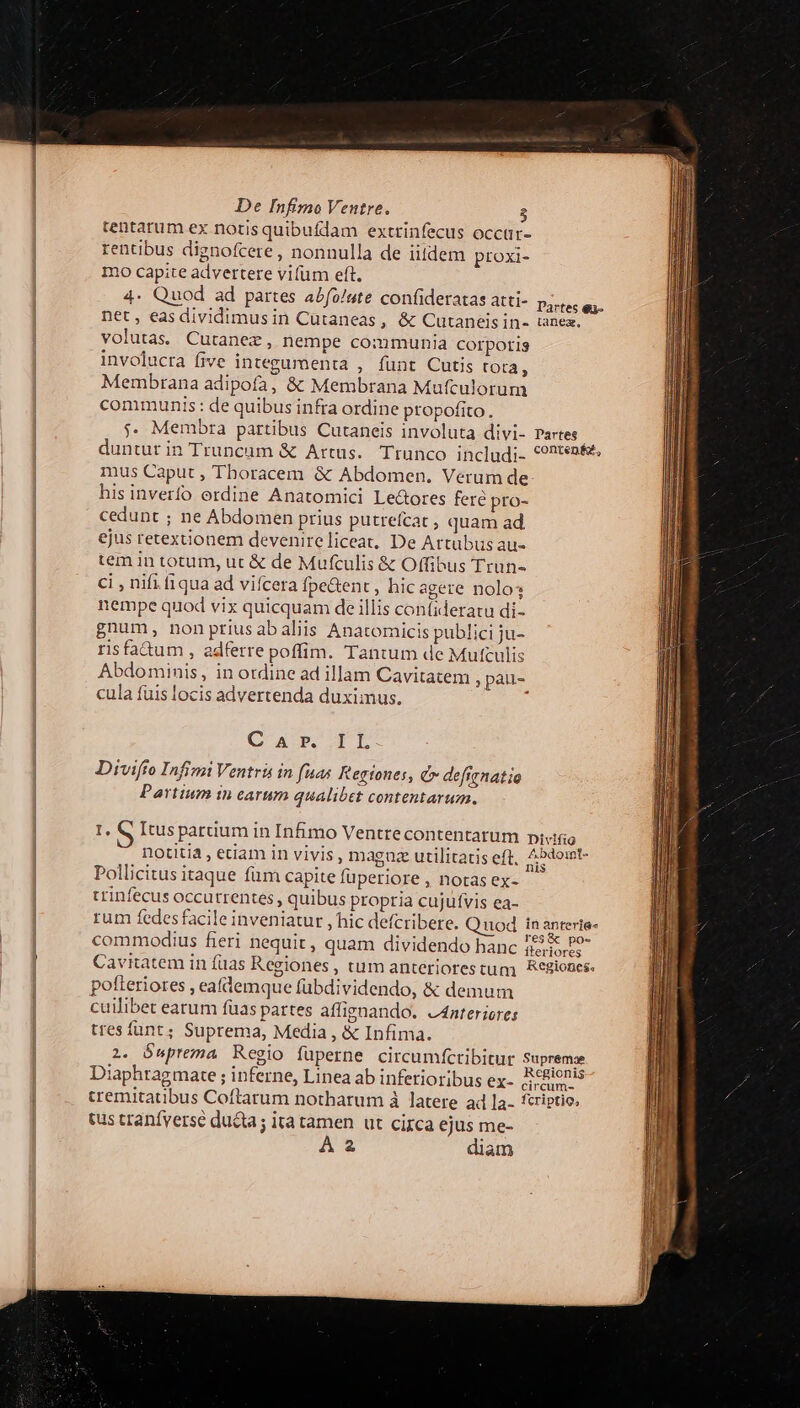 De Infimo Ventre. 3
tentarum ex notis quibuſdam extrinſecus occur-
rentibus dignoſcere, nonnulla de iiſdem proxi-
mo capite advertere viſum eſt.
4. Quod ad partes abſolute conſideratas atti-
net, eas dividimus in Cutaneas, & Cutaneis in-
volutas. Cutaneæ, nempe communia corporis
involucra ſive integumenta, ſunt Cutis tota,
Membrana adipoſa, & Membrana Muſculorum
communis: de quibus infra ordine propoſito.
Partes cu-
taneæ.
5. Membra partibus Cutaneis involuta divi-
duntur in Truncum & Artus. Trunco includi-
mus Caput, Thoracem & Abdomen. Verum de
his inverſo ordine Anatomici Lectores ferè pro-
cedunt; ne Abdomen prius putreſcat, quam ad
ejus retextionem devenire liceat. De Artubus au-
tem in totum, ut & de Muſculis & Oſſibus Trun-
ci, niſi ſi qua ad viſcera ſpectent, hic agere nolo;
nempe quod vix quicquam de illis conſideratu di-
gnum, non prius ab aliis Anatomicis publici ju-
ris factum, adferre poſſim. Tantum de Muſculis
Abdominis, in ordine ad illam Cavitatem, pau-
cula ſuis locis advertenda duximus.
Partes
contentæ,
CAP. II.
Diviſio Infimi Ventris in ſuas Regiones, & deſignatio
Partium in earum qualibet contentarum.
1. Situs partium in Infimo Ventre contentarum
notitia, etiam in vivis, magnæ utilitatis eſt.
Pollicitus itaque ſum capite ſuperiore, notas ex-
trinſecus occurrentes, quibus propria cujuſvis ea-
rum ſedes facile inveniatur, hic deſcribere. Quod
commodius fieri nequit, quam dividendo hanc
Cavitatem in ſuas Regiones, tum anteriores tum
poſteriores, eaſdemque ſubdividendo, & demum
cuilibet earum ſuas partes aſſignando. Anteriores
tres ſunt; Suprema, Media, & Infima.
Diviſio
Abdomi-
nis
in anterio-
res & po-
ſteriores
Regiones.
2. Suprema Regio ſuperne circumſcribitur
Diaphragmate; inferne, Linea ab inferioribus ex-
tremitatibus Coſtarum notharum à latere ad la-
tus tranſversè ducta; ita tamen ut circa ejus me-
Supremæ
Regionis
circum-
ſcriptio.
A 2 diam